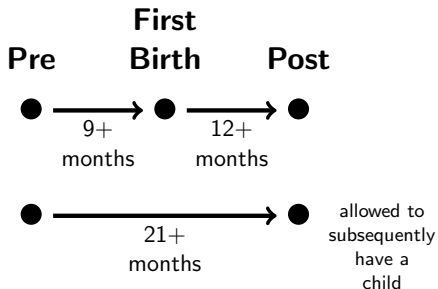 First
Pre Birth Post
9+ 12+
months months
21+
months
allowed to
subsequently
have a
child